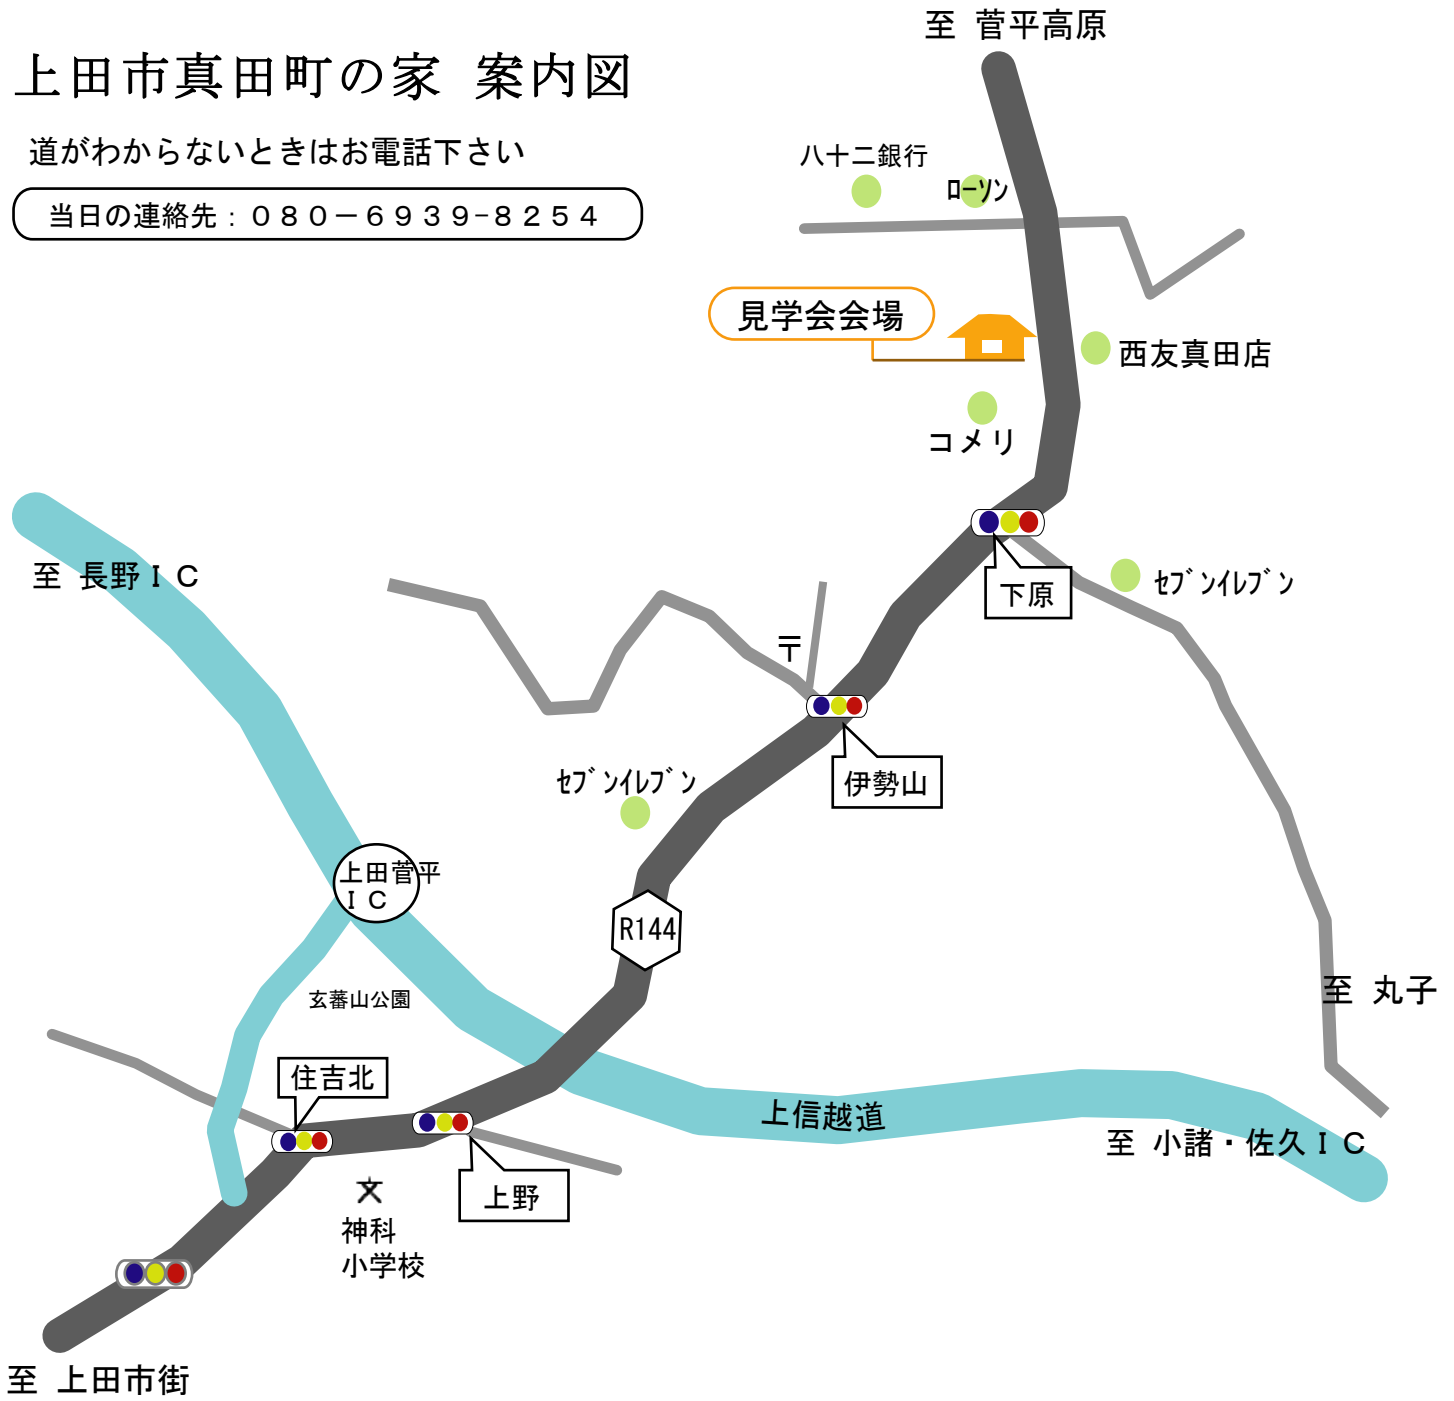 至 菅平高原
上田市真田町の家 案内図
道がわからないときはお電話下さい
当日の連絡先：０８０－６９３９-８２５４
八十二銀行
ﾛｰｿﾝ
見学会会場
西友真田店
コメリ
至 長野ＩＣ
下原
ｾﾌﾞﾝｲﾚﾌﾞﾝ
〒
伊勢山
ｾﾌﾞﾝｲﾚﾌﾞﾝ
上田菅平
ＩＣ
R144
玄蕃山公園
至 丸子
住吉北
上信越道
至 小諸・佐久ＩＣ
上野
文
神科
小学校
至 上田市街